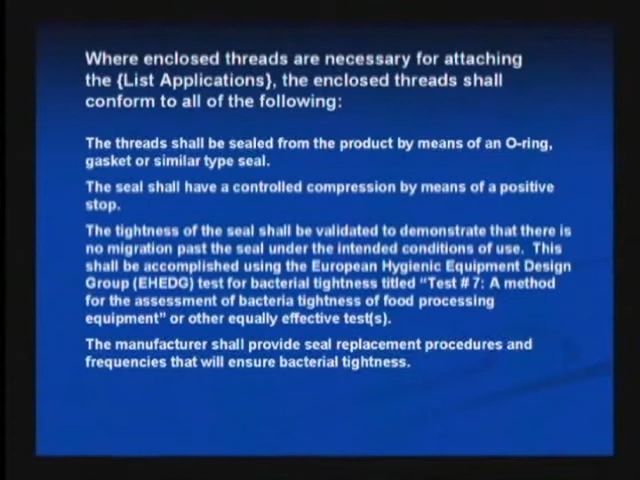 Where enclosed threads are necessary for attaching
the {List Applications}, the enclosed threads shall
conform to all of the following:
The threads shall be sealed from the product by means of an O-ring,
gasket or similar type seal.
The seal shall have a controlled compression by means of a positive
stop.
The tightness of the seal shall be validated to demonstrate that there is
no migration past the seal under the intended conditions of use.  This
shall be accomplished using the European Hygienic Equipment Design
Group (EHEDG) test for bacterial tightness titled “Test # 7: A method
for the assessment of bacteria tightness of food processing
equipment” or other equally effective test(s).
The manufacturer shall provide seal replacement procedures and
frequencies that will ensure bacterial tightness.